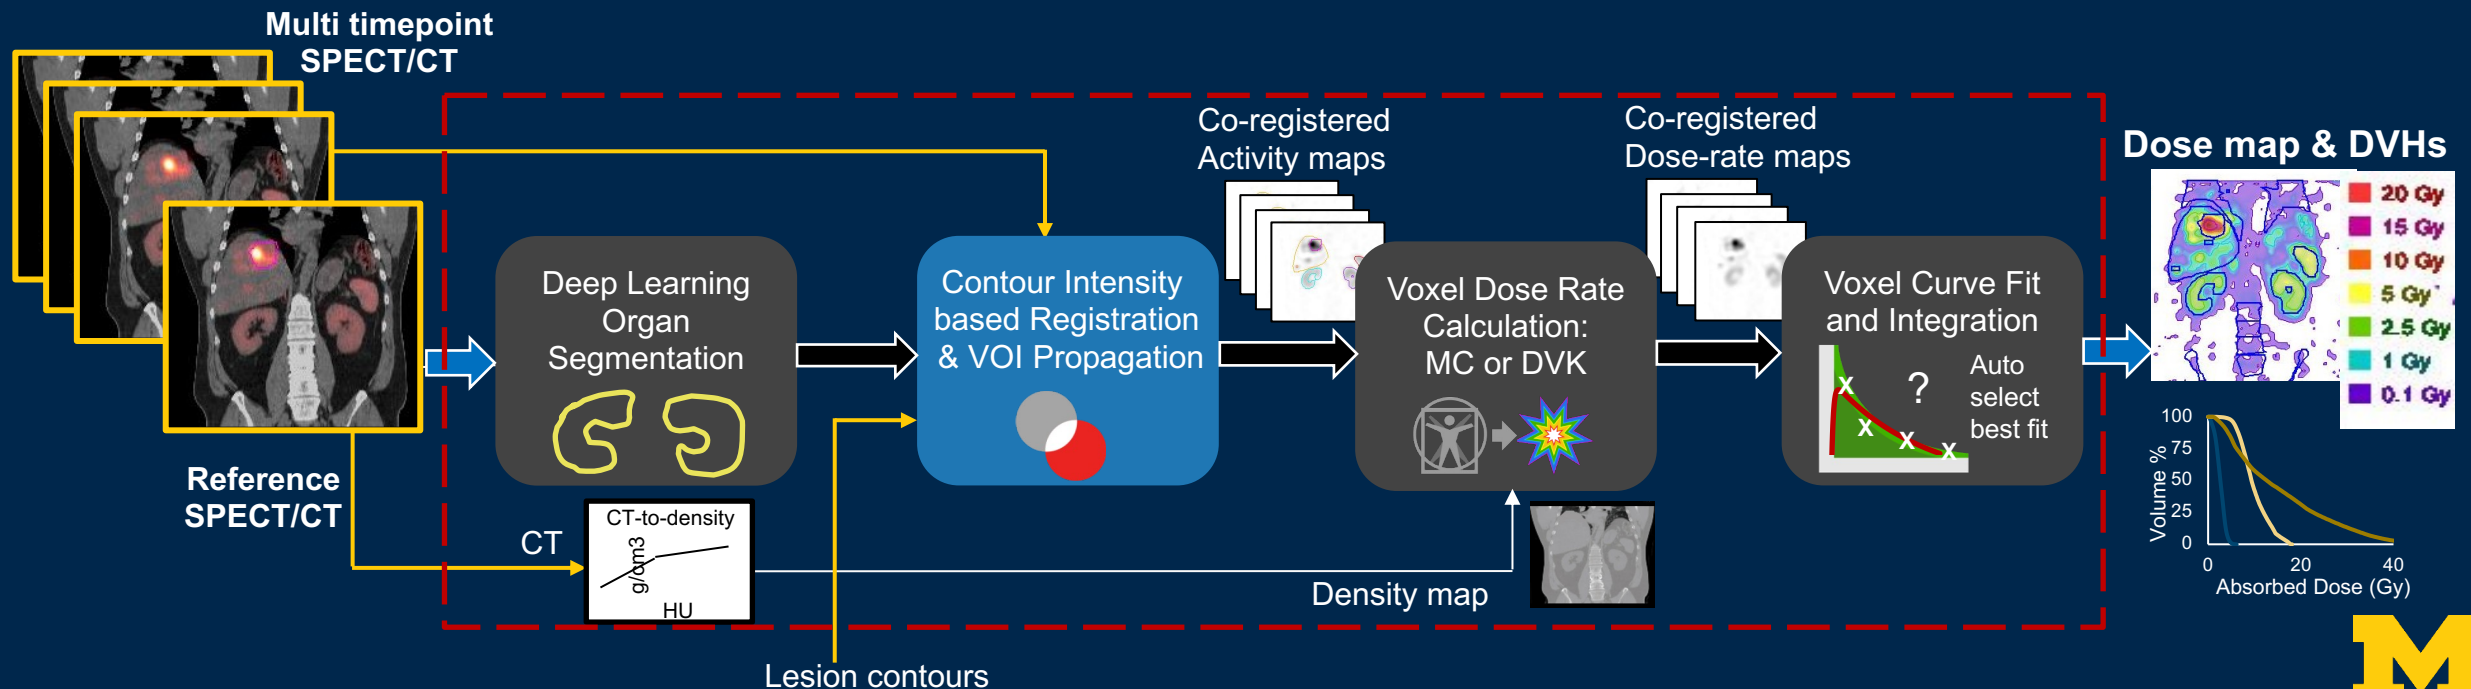 Multi timepoint
SPECT/CT
Reference
SPECT/CT
Deep Learning
Organ
Segmentation
CT
CT-to-density
g/cm3
HU
Lesion contours
Contour Intensity
based Registration
& VOI Propagation
Co-registered
Activity maps
Voxel Dose Rate
Calculation:
MC or DVK
Density map
Co-registered
Dose-rate maps
Voxel Curve Fit
and Integration
X
X
X
X
?
Auto
select
best fit
Dose map & DVHs
20 Gy
15 Gy
10 Gy
5 Gy
2.5 Gy
1 Gy
0.1 Gy
Volume %
100
75
50
25
0
0 20 40
Absorbed Dose (Gy)
M